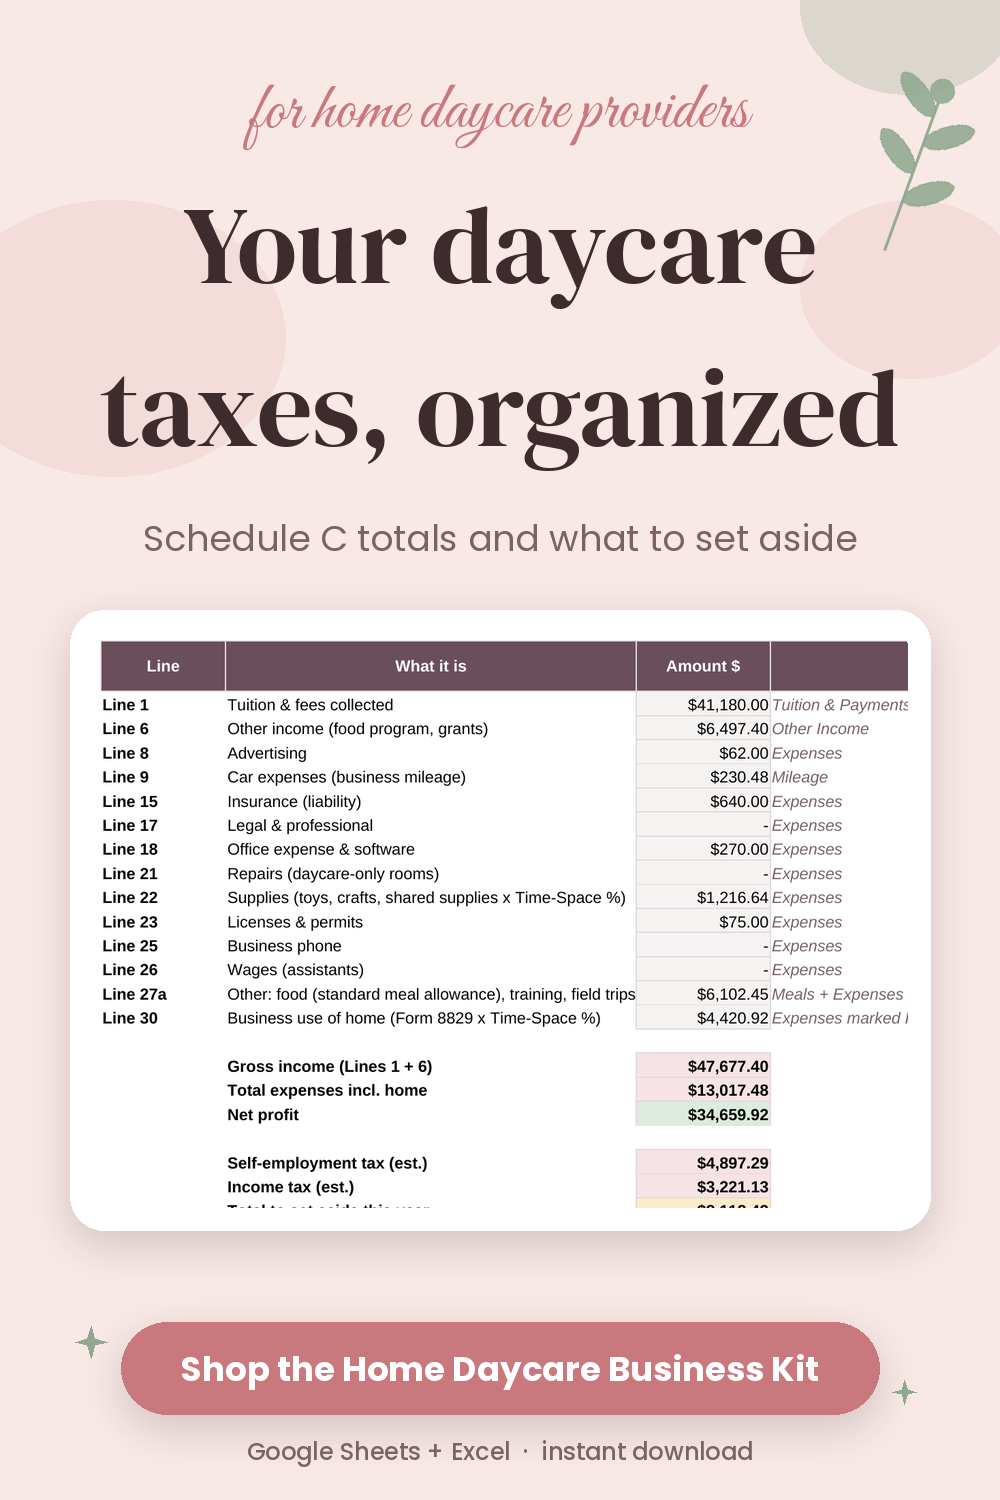 for home daycare providers
Your daycare
taxes, organized
Schedule C totals and what to set aside
Line What it is Amount $
Line 1 Tuition & fees collected $41,180.00 Tuition & Payments
Line 6 Other income (food program, grants) $6,497.40 Other Income
Line 8 Advertising $62.00 Expenses
Line 9 Car expenses (business mileage) $230.48 Mileage
Line 15 Insurance (liability) $640.00 Expenses
Line 17 Legal & professional - Expenses
Line 18 Office expense & software $270.00 Expenses
Line 21 Repairs (daycare-only rooms) - Expenses
Line 22 Supplies (toys, crafts, shared supplies x Time-Space %) $1,216.64 Expenses
Line 23 Licenses & permits $75.00 Expenses
Line 25 Business phone - Expenses
Line 26 Wages (assistants) - Expenses
Line 27a Other: food (standard meal allowance), training, field trips $6,102.45 Meals + Expenses
Line 30 Business use of home (Form 8829 x Time-Space %) $4,420.92 Expenses marked
Gross income (Lines 1 + 6) $47,677.40
Total expenses incl. home $13,017.48
Net profit $34,659.92
Self-employment tax (est.) $4,897.29
Income tax (est.) $3,221.13
Total to set aside this year
Shop the Home Daycare Business Kit
Google Sheets + Excel · instant download